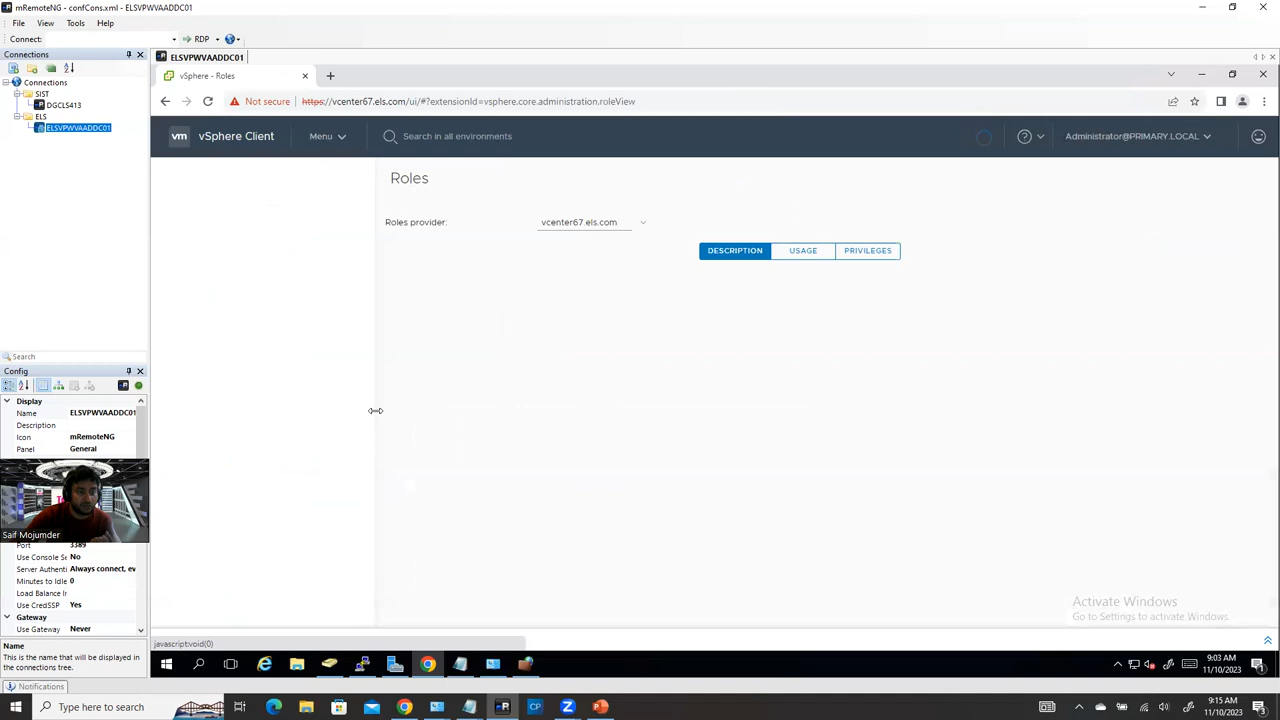 mRemoteNG - confCons.xml - ELSVPWVAADDC01
File View Tools Help
Connect: RDP
Connections
ELSVPWVAADDC01
vSphere - Roles
Connections
SIST
DGCLS413
ELS
ELSVPWVAADDC01
Not secure https://vcenter67.els.com/ui/#?extensionId=vsphere.core.administration.roleView
vm vSphere Client Menu Search in all environments Administrator@PRIMARY.LOCAL
Roles
Roles provider: vcenter67.els.com
DESCRIPTION USAGE PRIVILEGES
Search
Config
Display
Name ELSVPWVAADDC01
Description
Icon mRemoteNG
Panel General
Saif Mojumder
Port 3389
Use Console Se No
Server Authenti Always connect, ev
Minutes to Idle 0
Load Balance Ir
Use CredSSP Yes
Gateway
Use Gateway Never
Name
This is the name that will be displayed in
the connections tree.
Notifications
Activate Windows
Go to Settings to activate Windows.
javascript:void(0)
9:03 AM
11/10/2023
Type here to search
9:15 AM
11/10/2023